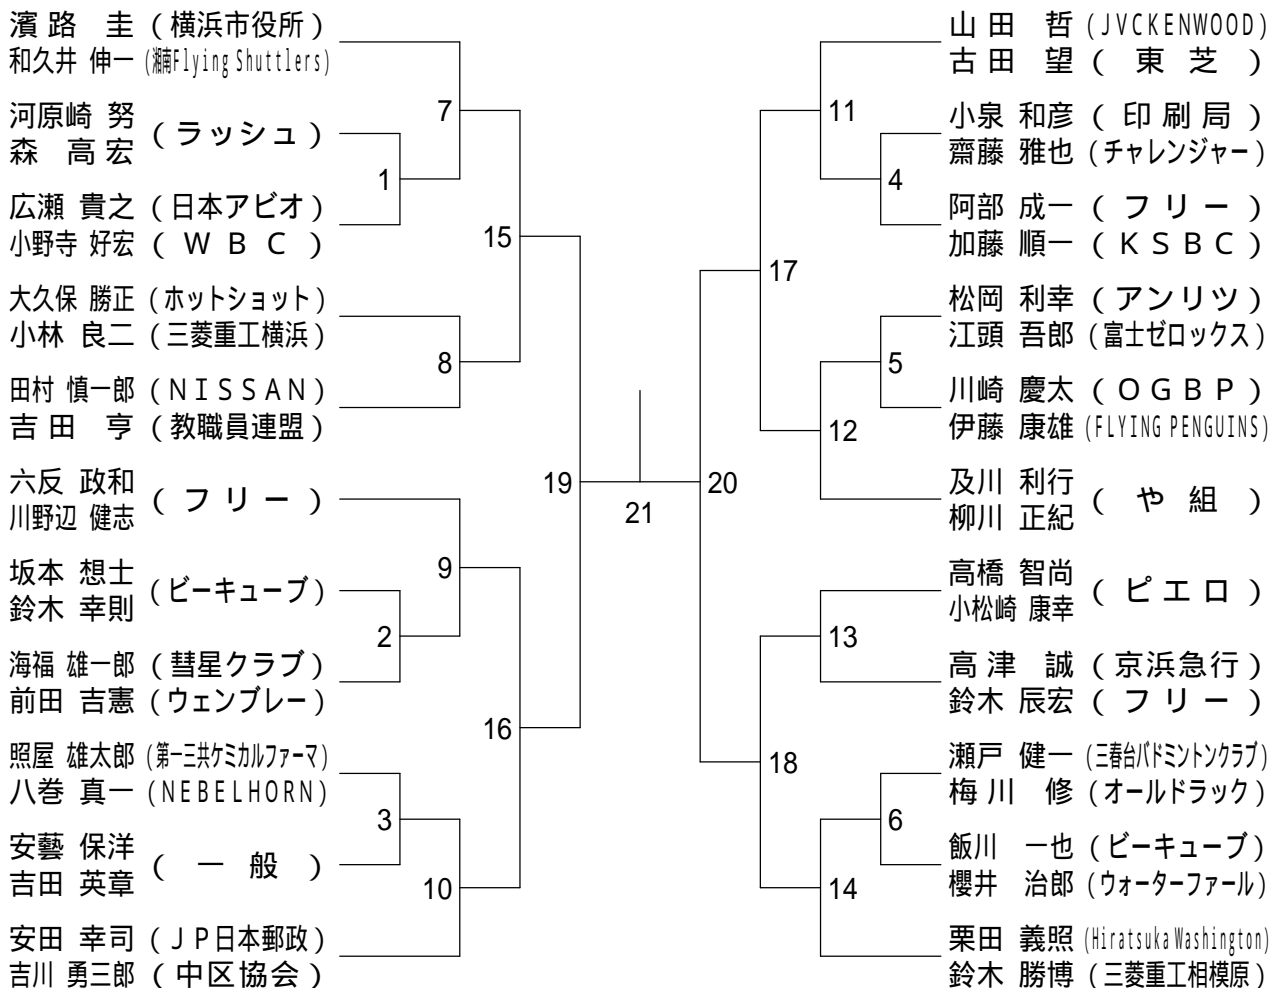 濱路 圭 (横浜市役所)
和久井 伸一 (湘南Flying Shuttlers)
河原崎 努
森 高宏
(ラッシュ)
広瀬 貴之 (日本アビオ)
小野寺 好宏 (WBC)
大久保 勝正 (ホットショット)
小林 良二 (三菱重工横浜)
田村 慎一郎 (NISSAN)
吉田 亨 (教職員連盟)
六反 政和
川野辺 健志
(フリー)
坂本 想士
鈴木 幸則
(ビーキューブ)
海福 雄一郎 (彗星クラブ)
前田 吉憲 (ウェンブレー)
照屋 雄太郎 (第一三共ケミカルファーマ)
八巻 真一 (NEBELHORN)
安藝 保洋
吉田 英章
(一般)
安田 幸司 (JP日本郵政)
吉川 勇三郎 (中区協会)
7
1
15
8
9
2
16
3
10
19
21
20
11
4
17
5
12
13
18
6
14
山田 哲 (JVCKENWOOD)
古田 望 (東芝)
小泉 和彦 (印刷局)
齋藤 雅也 (チャレンジャー)
阿部 成一 (フリー)
加藤 順一 (KSBC)
松岡 利幸 (アンリツ)
江頭 吾郎 (富士ゼロックス)
川崎 慶太 (OGBP)
伊藤 康雄 (FLYING PENGUINS)
及川 利行
柳川 正紀
(や組)
高橋 智尚
小松崎 康幸
(ピエロ)
高津 誠 (京浜急行)
鈴木 辰宏 (フリー)
瀬戸 健一 (三春台バドミントンクラブ)
梅川 修 (オールドラック)
飯川 一也 (ビーキューブ)
櫻井 治郎 (ウォーターファール)
栗田 義照 (Hiratsuka Washington)
鈴木 勝博 (三菱重工相模原)